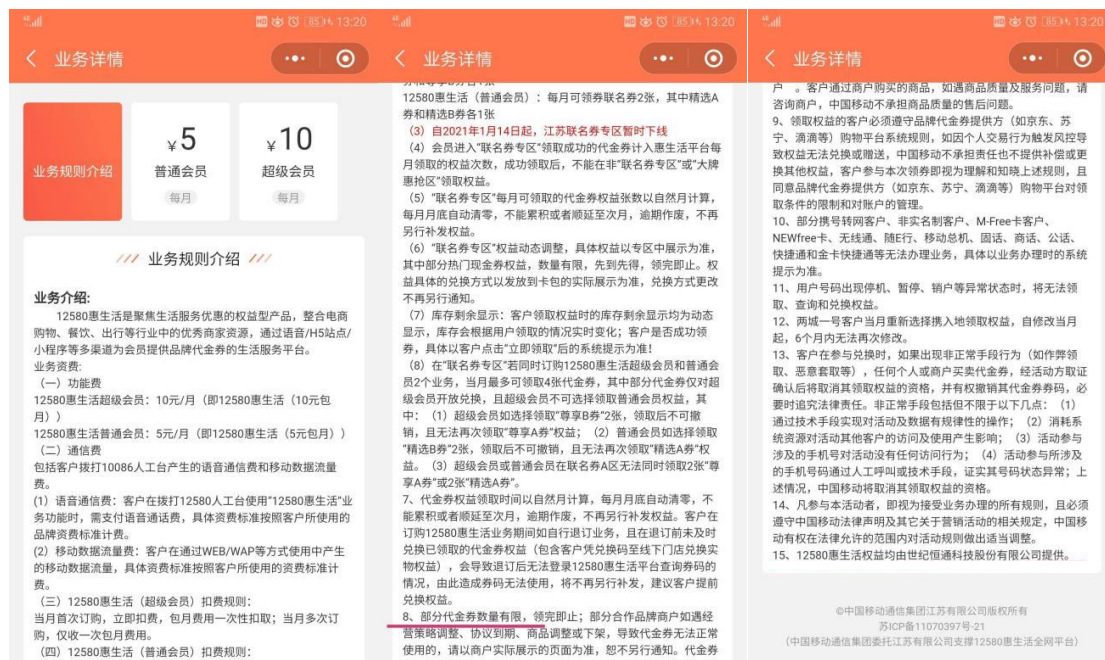 4G 85 13:20
业务详情
业务规则介绍
¥5
普通会员
每月
¥10
超级会员
每月
/// 业务规则介绍 ///
业务介绍:
12580惠生活是聚焦生活服务优惠的权益型产品，整合电商
购物、餐饮、出行等行业中的优秀商家资源，通过语音/H5站点/
小程序等多渠道为会员提供品牌代金券的生活服务平台。
业务资费:
（一）功能费
12580惠生活超级会员：10元/月（即12580惠生活（10元包
月））
12580惠生活普通会员：5元/月（即12580惠生活（5元包月））
（二）通信费
包括客户拨打10086人工台产生的语音通信费和移动数据流量
费。
(1）语音通信费：客户在拨打12580人工台使用“12580惠生活”业
务功能时，需支付语音通话费，具体资费标准按照客户所使用的
品牌资费标准计费。
(2）移动数据流量费：客户在通过WEB/WAP等方式使用中产生
的移动数据流量，具体资费标准按照客户所使用的资费标准计
费。
（三）12580惠生活（超级会员）扣费规则：
当月首次订购，立即扣费，包月费用一次性扣取；当月多次订
购，仅收一次包月费用。
（四）12580惠生活（普通会员）扣费规则：
4G HD 85 13:20
业务详情
12580惠生活（普通会员）：每月可领券联名券2张，其中精选A
券和精选B券各1张
（3）自2021年1月14日起，江苏联名券专区暂时下线
（4）会员进入“联名券专区”领取成功的代金券计入惠生活平台每
月领取的权益次数，成功领取后，不能在非“联名券专区”或“大牌
惠抢区”领取权益。
（5）“联名券专区”每月可领取的代金券权益张数以自然月计算，
每月月底自动清零，不能累积或者顺延至次月，逾期作废，不再
另行补发权益。
（6）“联名券专区”权益动态调整，具体权益以专区中展示为准，
其中部分热门现金券权益，数量有限，先到先得，领完即止。权
益具体的兑换方式以发放到卡包的实际展示为准，兑换方式更改
不再另行通知。
（7）库存剩余显示：客户领取权益时的库存剩余显示均为动态
显示，库存会根据用户领取的情况实时变化；客户是否成功领
券，具体以客户点击“立即领取”后的系统提示为准！
（8）在“联名券专区”若同时订购12580惠生活超级会员和普通会
员2个业务，当月最多可领取4张代金券，其中部分代金券仅对超
级会员开放兑换，且超级会员不可选择领取普通会员权益，其
中：（1）超级会员如选择领取“尊享B券”2张，领取后不可撤
销，且无法再次领取“尊享A券”权益；（2）普通会员如选择领取
“精选B券”2张，领取后不可撤销，且无法再次领取“精选A券”权
益。（3）超级会员或普通会员在联名券A区无法同时领取2张“尊
享A券”或2张“精选A券”。
7、代金券权益领取时间以自然月计算，每月月底自动清零，不
能累积或者顺延至次月，逾期作废，不再另行补发权益。客户在
订购12580惠生活业务期间如自行退订业务，且在退订前未及时
兑换已领取的代金券权益（包含客户凭兑换码至线下门店兑换实
物权益），会导致退订后无法登录12580惠生活平台查询券码的
情况，由此造成券码无法使用，将不再另行补发，建议客户提前
兑换权益。
8、部分代金券数量有限，领完即止；部分合作品牌商户如遇经
营策略调整、协议到期、商品调整或下架，导致代金券无法正常
使用的，请以商户实际展示的页面为准，恕不另行通知。代金券
4G HD 85 13:20
业务详情
户 。客户通过商户购买的商品，如遇商品质量及服务问题，请
咨询商户，中国移动不承担商品质量的售后问题。
9、领取权益的客户必须遵守品牌代金券提供方（如京东、苏
宁、滴滴等）购物平台系统规则，如因个人交易行为触发风控导
致权益无法兑换或赠送，中国移动不承担责任也不提供补偿或更
换其他权益，客户参与本次领券即视为理解和知晓上述规则，且
同意品牌代金券提供方（如京东、苏宁、滴滴等）购物平台对领
取条件的限制和对账户的管理。
10、部分携号转网客户、非实名制客户、M-Free卡客户、
NEWfree卡、无线通、随E行、移动总机、固话、商话、公话、
快捷通和金卡快捷通等无法办理业务，具体以业务办理时的系统
提示为准。
11、用户号码出现停机、暂停、销户等异常状态时，将无法领
取、查询和兑换权益。
12、两城一号客户当月重新选择携入地领取权益，自修改当月
起，6个月内无法再次修改。
13、客户在参与兑换时，如果出现非正常手段行为（如作弊领
取、恶意套取等），任何个人或商户买卖代金券，经活动方取证
确认后将取消其领取权益的资格，并有权撤销其代金券券码，必
要时追究法律责任。非正常手段包括但不限于以下几点：（1）
通过技术手段实现对活动及数据有规律性的操作；（2）消耗系
统资源对活动其他客户的访问及使用产生影响；（3）活动参与
涉及的手机号对活动没有任何访问行为；（4）活动参与所涉及
的手机号码通过人工呼叫或技术手段，证实其号码状态异常；上
述情况，中国移动将取消其领取权益的资格。
14、凡参与本活动者，即视为接受业务办理的所有规则，且必须
遵守中国移动法律声明及其它关于营销活动的相关规定，中国移
动有权在法律允许的范围内对活动规则做出适当调整。
15、12580惠生活权益均由世纪恒通科技股份有限公司提供。
©中国移动通信集团江苏有限公司版权所有
苏ICP备11070397号-21
（中国移动通信集团委托江苏有限公司支撑12580惠生活全网平台）